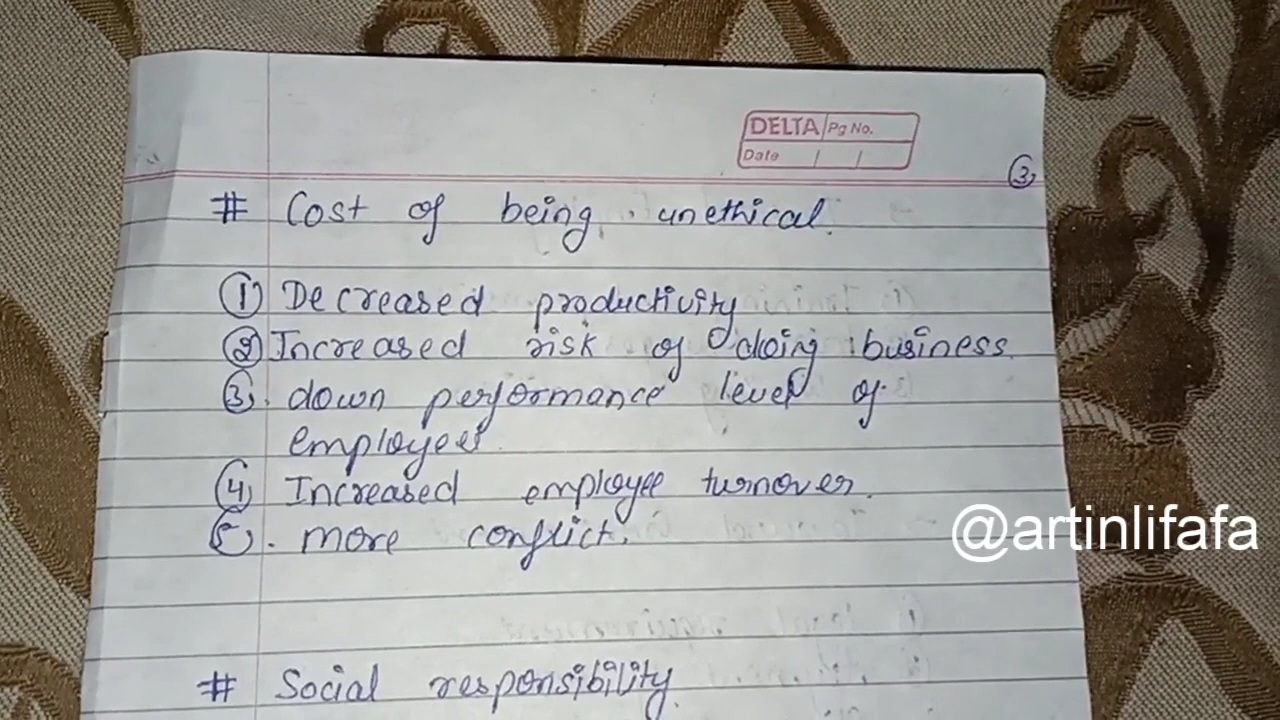 DELTA Pg No.
Date / /
3
# Cost of being unethical.
① Decreased productivity
② Increased risk of doing business.
③. down performance level of
employees.
④ Increased employee turnover.
⑤. more conflict.
@artinlifafa
# Social responsibility.